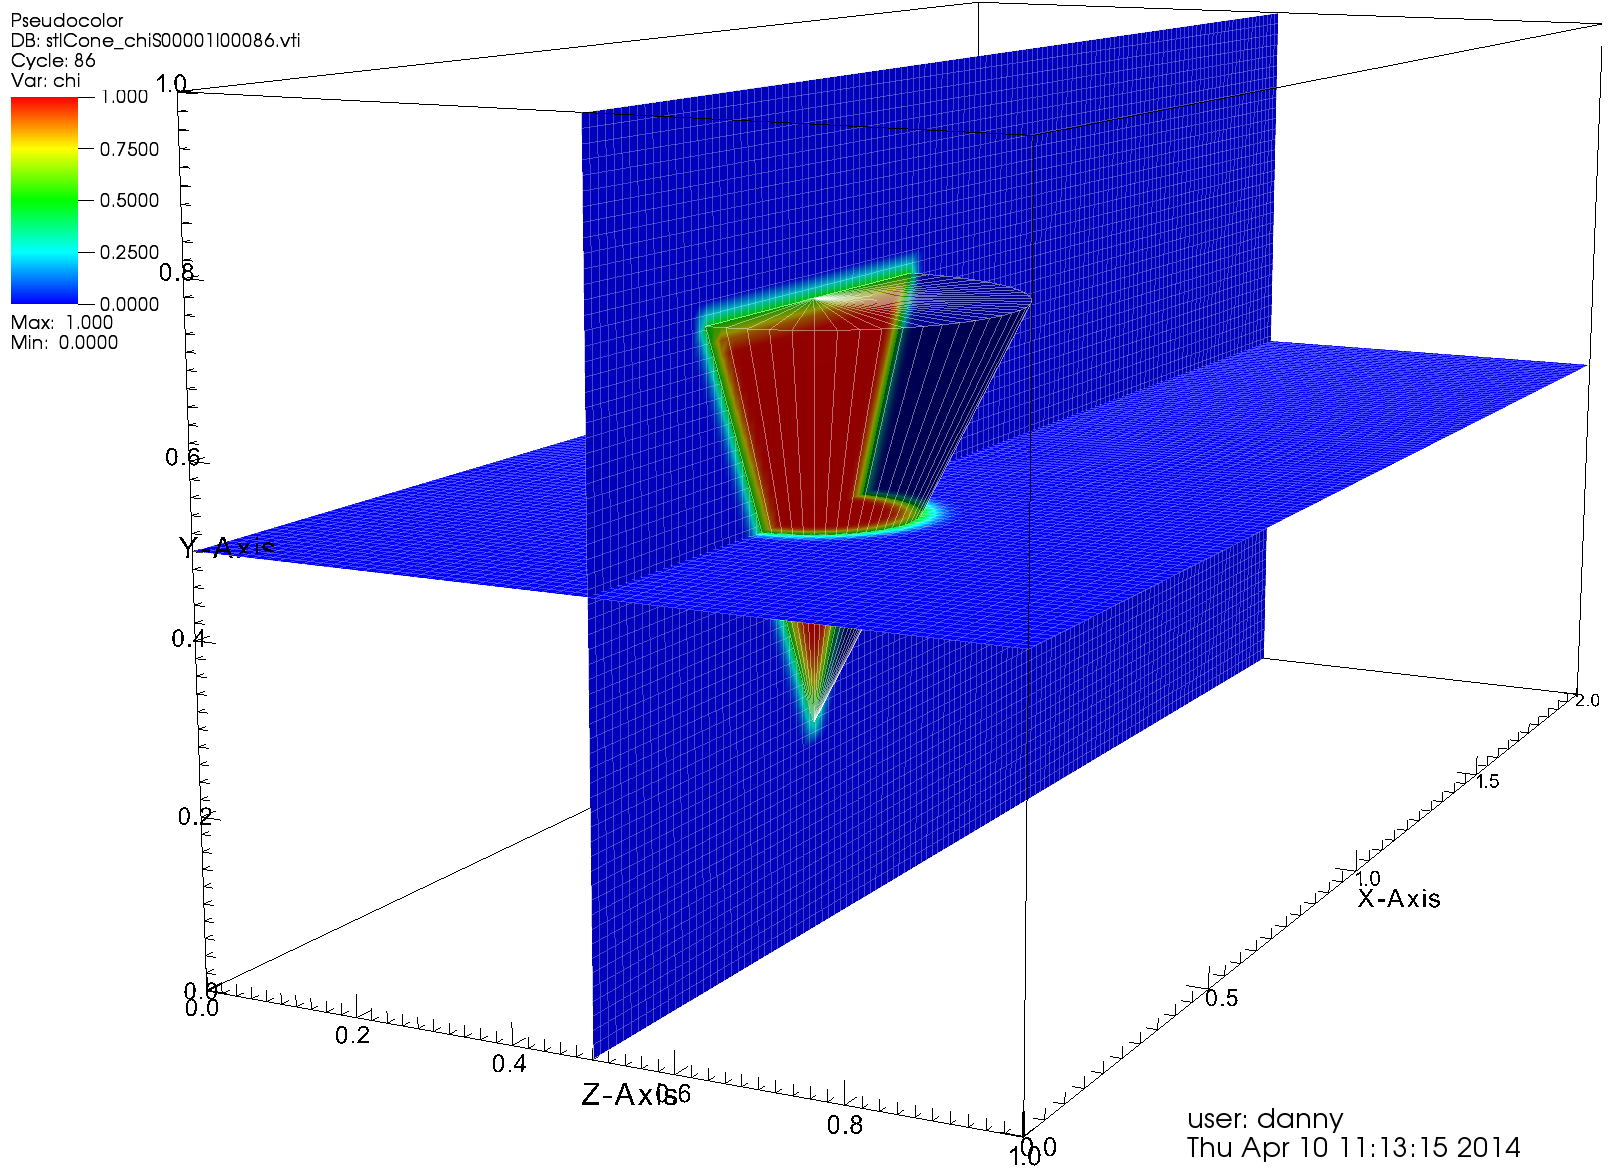 Pseudocolor
DB: stlCone_chiS00001I00086.vti
Cycle: 86
Var: chi
1.000
0.7500
0.5000
0.2500
0.0000
Max: 1.000
Min: 0.0000
1.0
0.8
0.6
Y-Axis
0.4
0.2
0.0
0.0
0.2
0.4
Z-Axis
0.6
0.8
1.0
0.0
0.5
1.0
X-Axis
1.5
2.0
user: danny
Thu Apr 10 11:13:15 2014